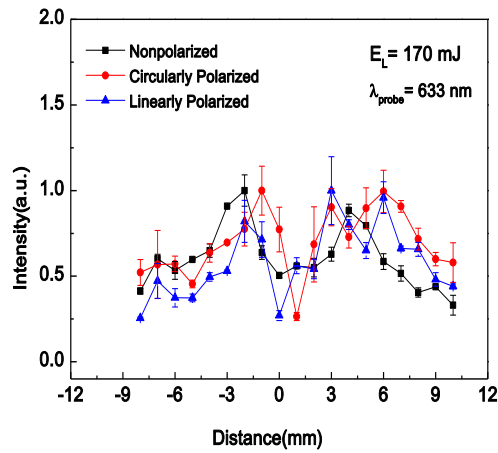 2.0
1.5
1.0
0.5
0.0
Intensity(a.u.)
Nonpolarized
Circularly Polarized
Linearly Polarized
E_L= 170 mJ
λ_probe= 633 nm
-12 -9 -6 -3 0 3 6 9 12
Distance(mm)